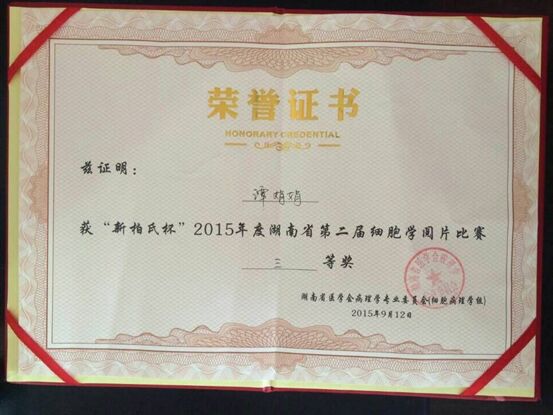 荣誉证书
HONORARY CREDENTIAL
兹证明：
谭娟娟
获“新柏氏杯”2015年度湖南省第二届细胞学阅片比赛
三 等奖
湖南省医学会病理学专业委员会(细胞病理学组)
2015年9月12日